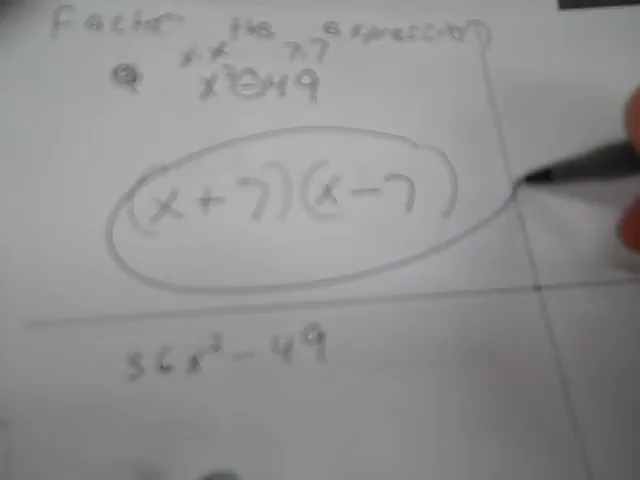 Factor the expression
x.x 7.7
x² - 49
(x + 7)(x - 7)
36x² - 49